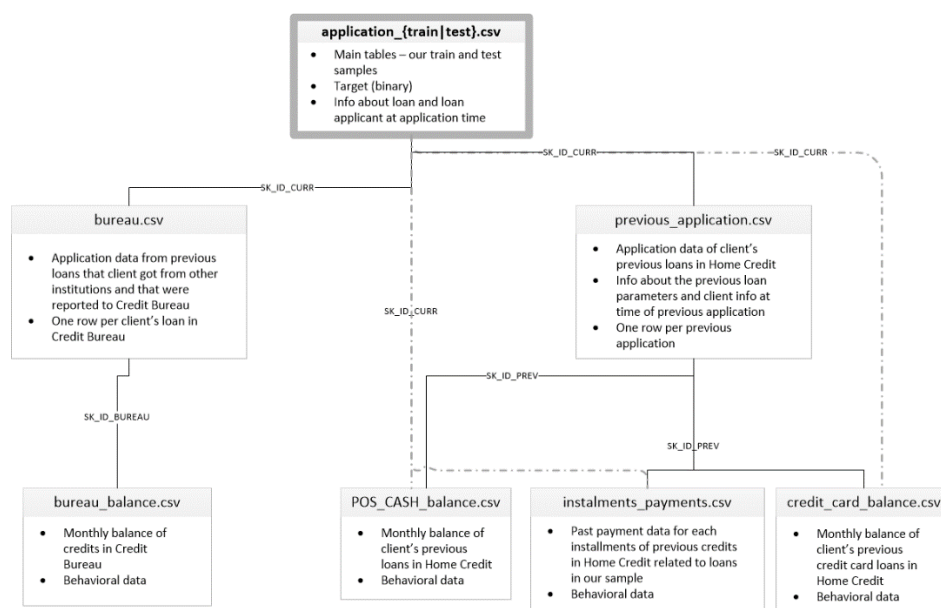 application_{train|test}.csv
• Main tables – our train and test
samples
• Target (binary)
• Info about loan and loan
applicant at application time
SK_ID_CURR
SK_ID_CURR
SK_ID_CURR
bureau.csv
• Application data from previous
loans that client got from other
institutions and that were
reported to Credit Bureau
• One row per client's loan in
Credit Bureau
SK_ID_CURR
previous_application.csv
• Application data of client's
previous loans in Home Credit
• Info about the previous loan
parameters and client info at
time of previous application
• One row per previous
application
SK_ID_PREV
SK_ID_BUREAU
SK_ID_PREV
bureau_balance.csv
• Monthly balance of
credits in Credit
Bureau
• Behavioral data
POS_CASH_balance.csv
• Monthly balance of
client's previous
loans in Home Credit
• Behavioral data
instalments_payments.csv
• Past payment data for each
installments of previous credits
in Home Credit related to loans
in our sample
• Behavioral data
credit_card_balance.csv
• Monthly balance of
client's previous
credit card loans in
Home Credit
• Behavioral data